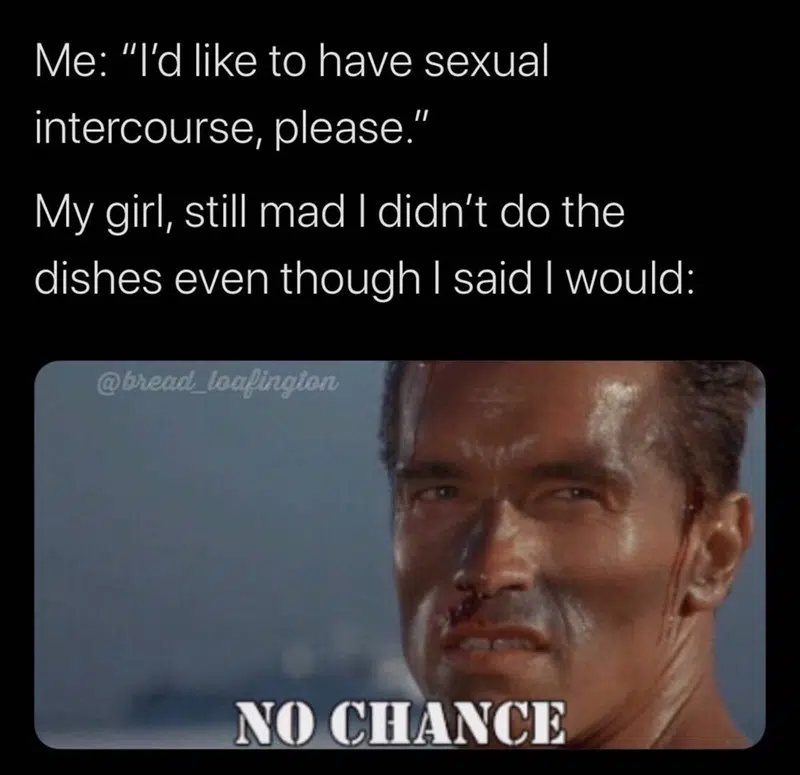 Me: “I’d like to have sexual
intercourse, please.”
My girl, still mad I didn’t do the
dishes even though I said I would:
@bread_loafington
NO CHANCE